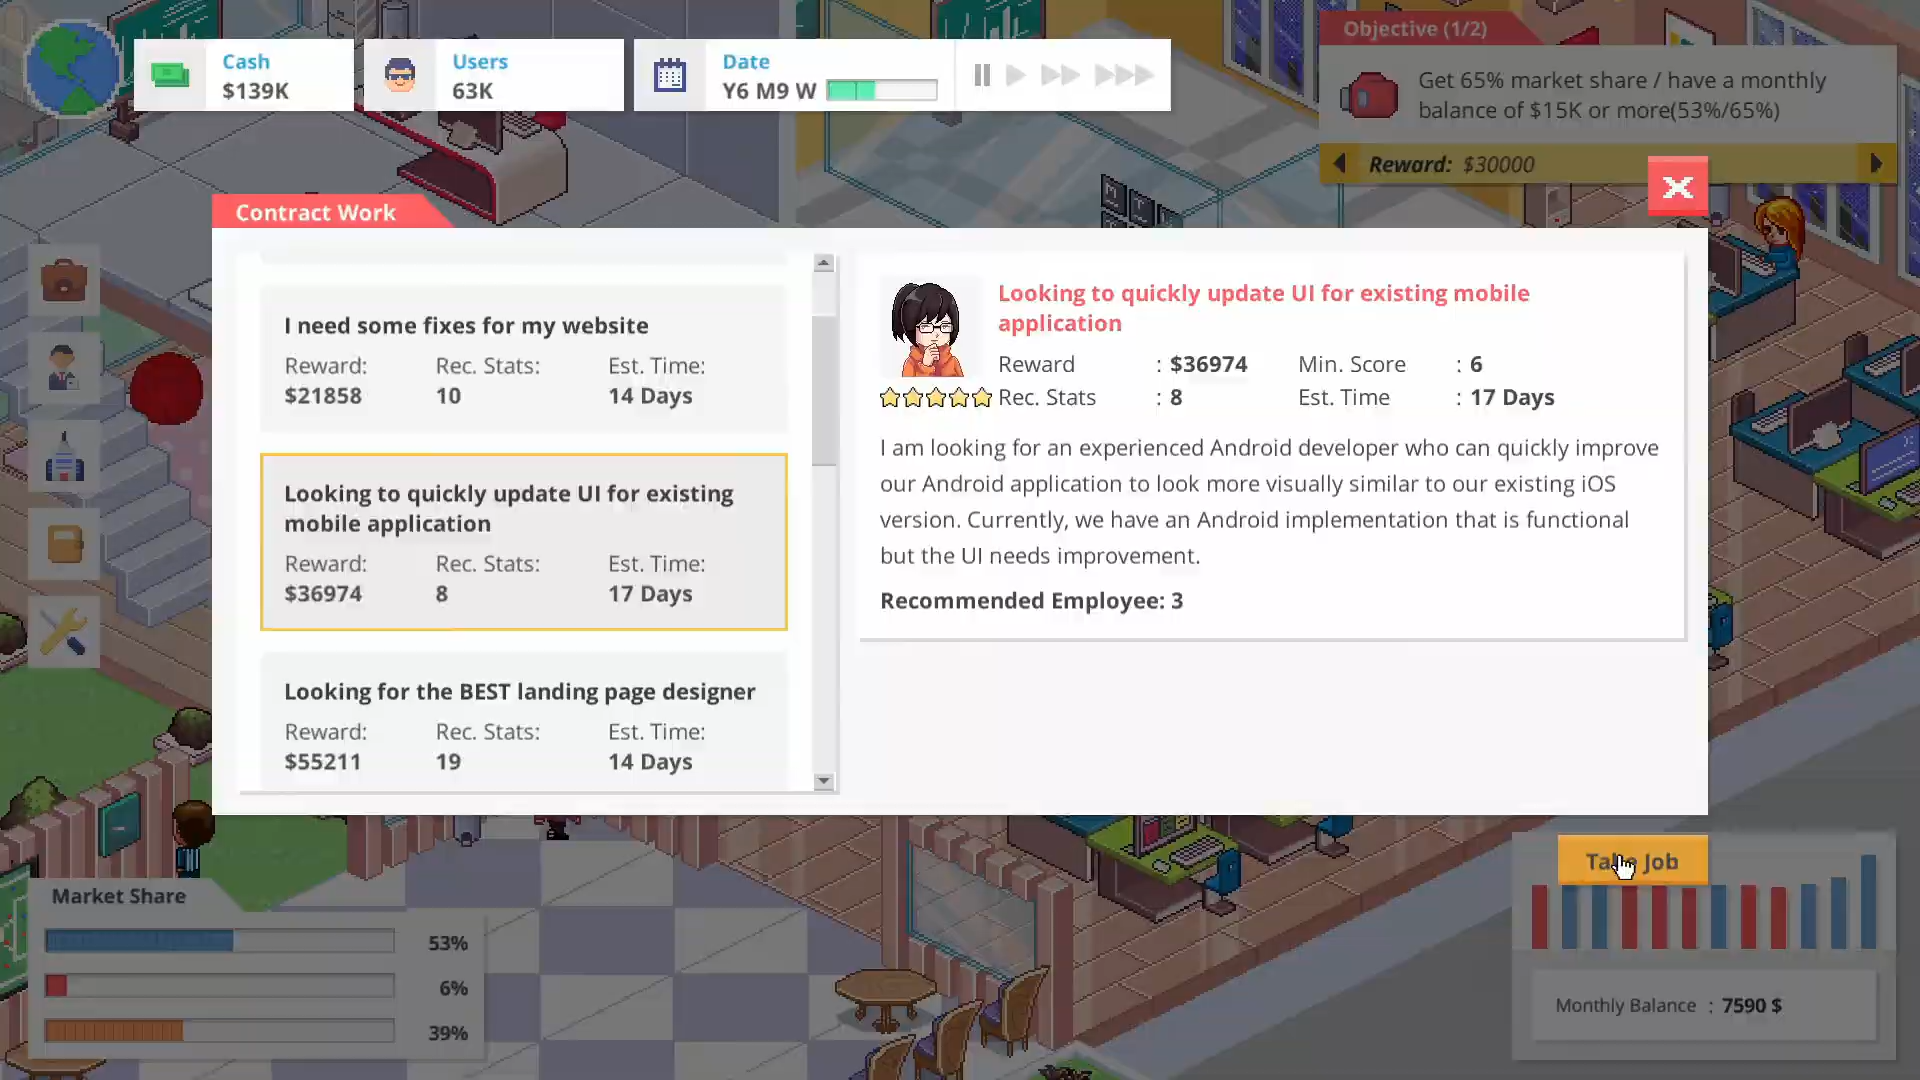 Cash
$139K
Users
63K
Date
Y6 M9 W
Objective (1/2)
Get 65% market share / have a monthly
balance of $15K or more(53%/65%)
Reward: $30000
Contract Work
I need some fixes for my website
Reward: Rec. Stats: Est. Time:
$21858 10 14 Days
Looking to quickly update UI for existing
mobile application
Reward: Rec. Stats: Est. Time:
$36974 8 17 Days
Looking for the BEST landing page designer
Reward: Rec. Stats: Est. Time:
$55211 19 14 Days
Looking to quickly update UI for existing mobile
application
Reward : $36974 Min. Score : 6
Rec. Stats : 8 Est. Time : 17 Days
I am looking for an experienced Android developer who can quickly improve
our Android application to look more visually similar to our existing iOS
version. Currently, we have an Android implementation that is functional
but the UI needs improvement.
Recommended Employee: 3
Take Job
Market Share
53%
6%
39%
Monthly Balance : 7590 $